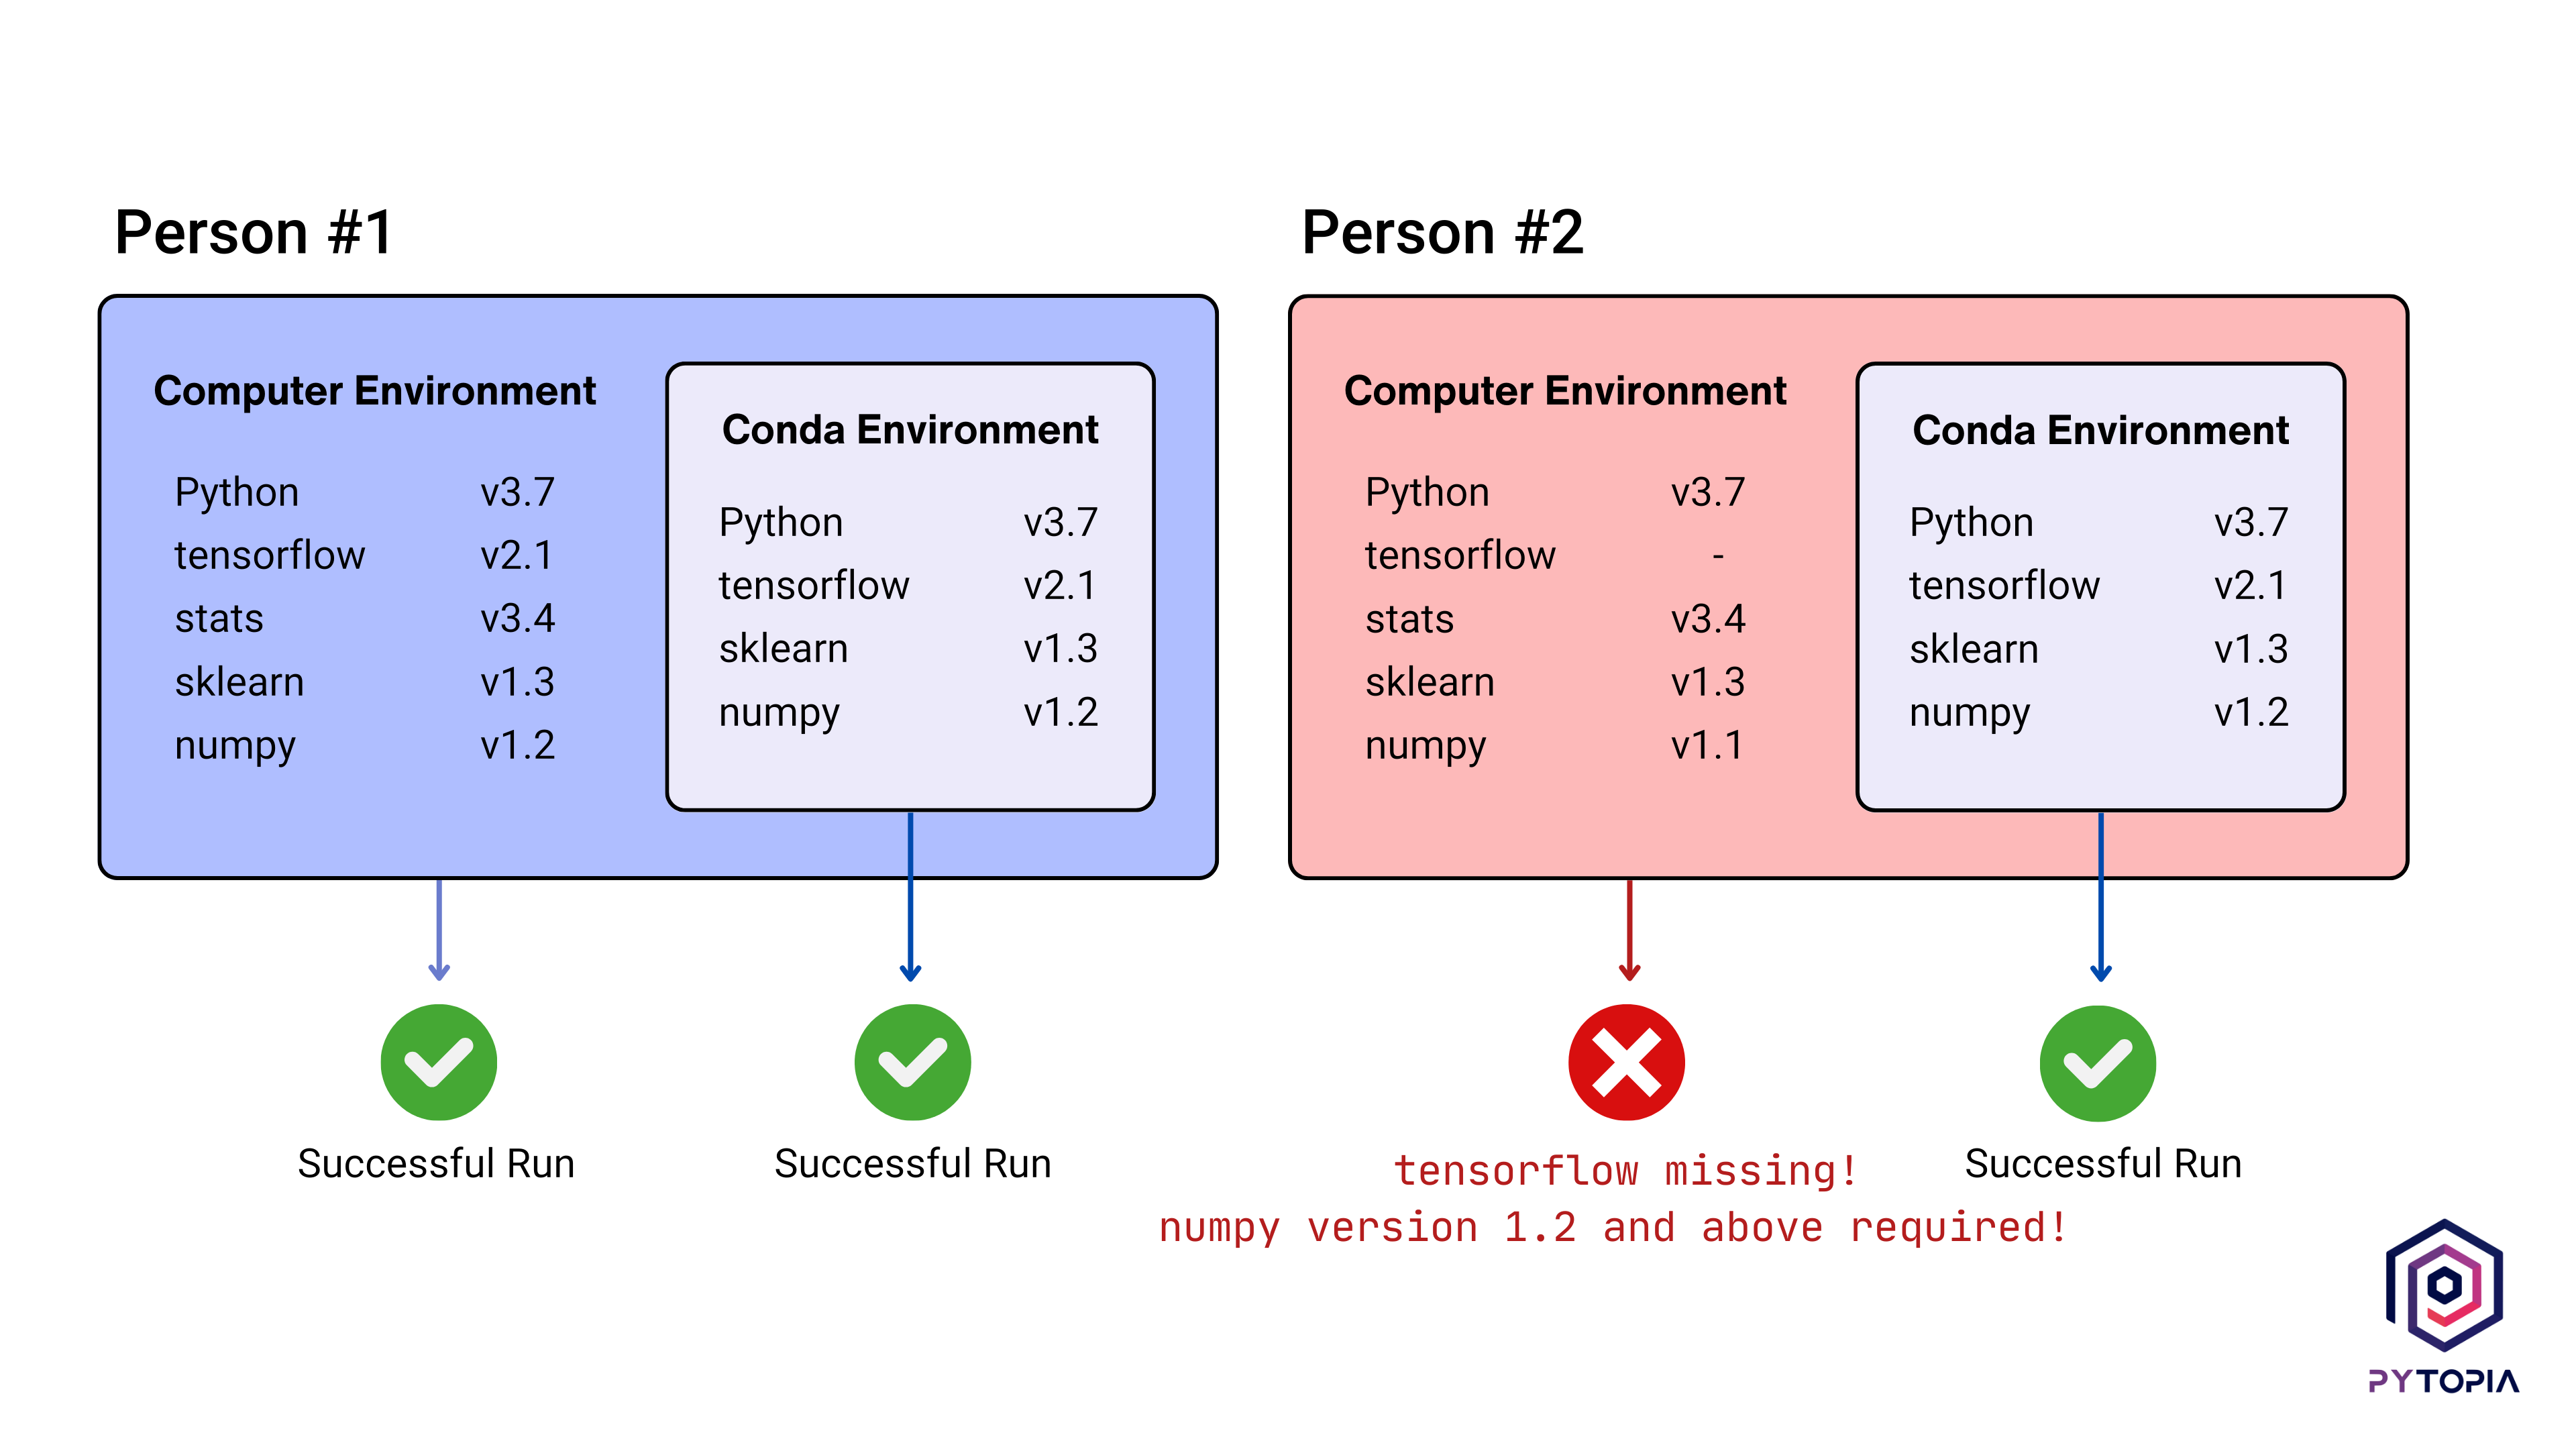 Person #1
Computer Environment
Python v3.7
tensorflow v2.1
stats v3.4
sklearn v1.3
numpy v1.2
Conda Environment
Python v3.7
tensorflow v2.1
sklearn v1.3
numpy v1.2
Successful Run
Successful Run
Person #2
Computer Environment
Python v3.7
tensorflow -
stats v3.4
sklearn v1.3
numpy v1.1
Conda Environment
Python v3.7
tensorflow v2.1
sklearn v1.3
numpy v1.2
tensorflow missing!
numpy version 1.2 and above required!
Successful Run
PYTOPIA